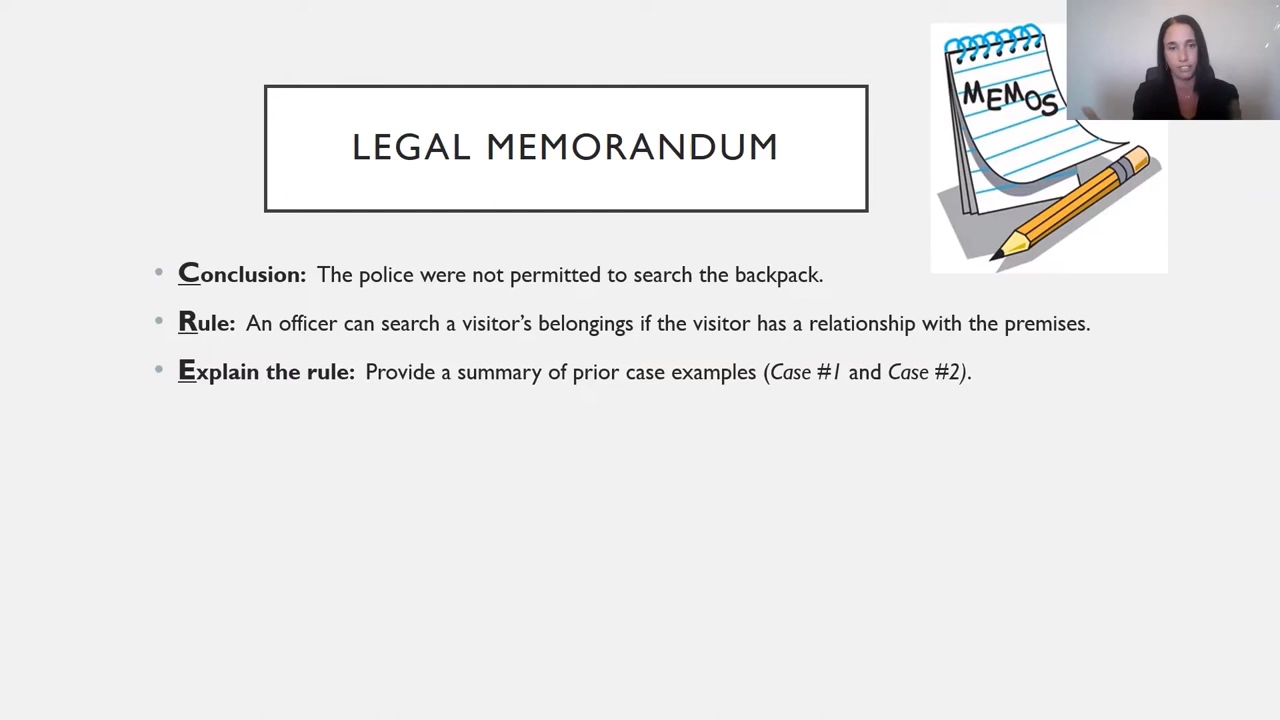 MEMOS
LEGAL MEMORANDUM
Conclusion: The police were not permitted to search the backpack.
Rule: An officer can search a visitor’s belongings if the visitor has a relationship with the premises.
Explain the rule: Provide a summary of prior case examples (Case #1 and Case #2).